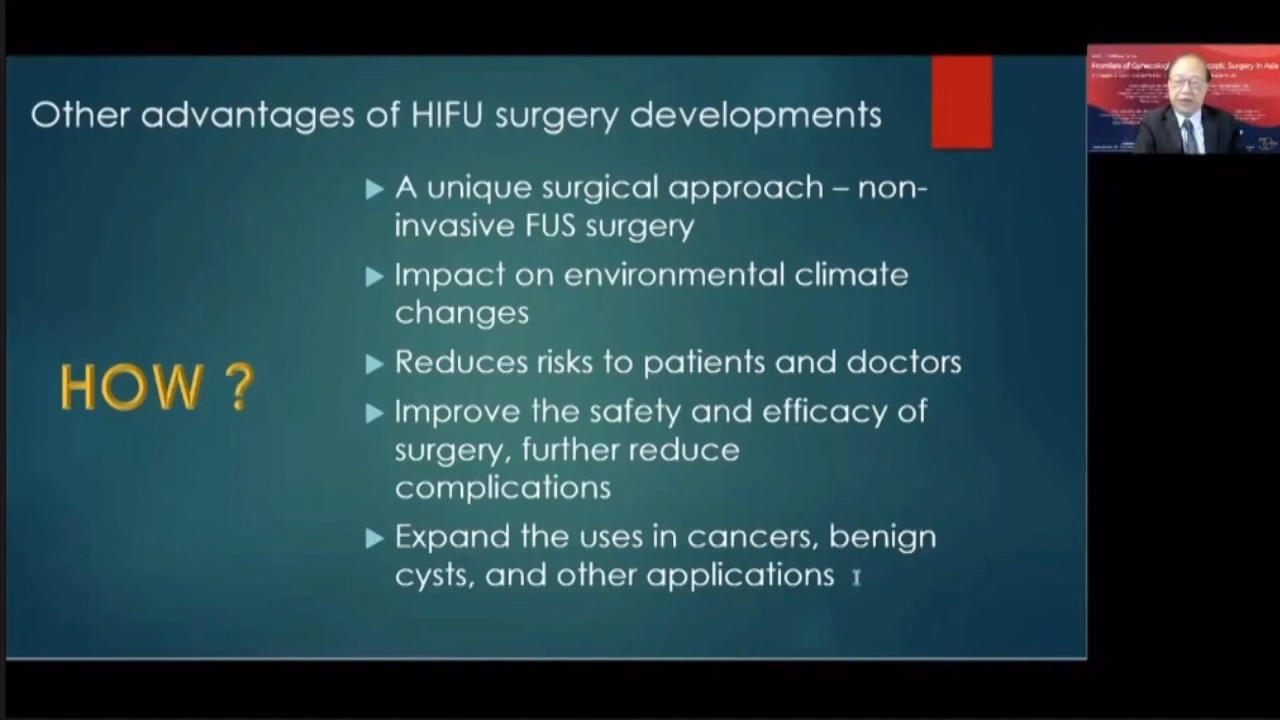 Other advantages of HIFU surgery developments
A unique surgical approach – non-
invasive FUS surgery
Impact on environmental climate
changes
Reduces risks to patients and doctors
Improve the safety and efficacy of
surgery, further reduce
complications
Expand the uses in cancers, benign
cysts, and other applications
HOW ?
Frontiers of Gynecologi
opic Surgery in Asia